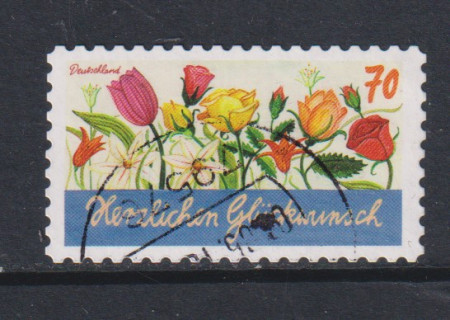 Deutschland
70
Herzlichen Glückwunsch